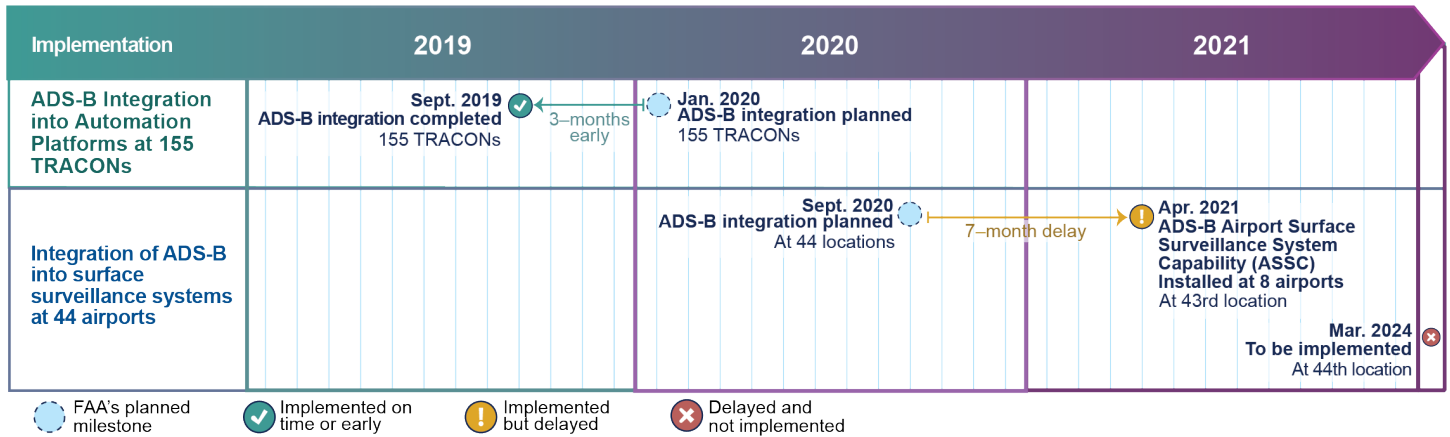 Implementation
2019
2020
2021
ADS-B Integration
into Automation
Platforms at 155
TRACONs
Sept. 2019
ADS-B integration completed
155 TRACONs
3–months
early
Jan. 2020
ADS-B integration planned
155 TRACONs
Integration of ADS-B
into surface
surveillance systems
at 44 airports
Sept. 2020
ADS-B integration planned
At 44 locations
7–month delay
Apr. 2021
ADS-B Airport Surface
Surveillance System
Capability (ASSC)
Installed at 8 airports
At 43rd location
Mar. 2024
To be implemented
At 44th location
FAA's planned
milestone
Implemented on
time or early
Implemented
but delayed
Delayed and
not implemented